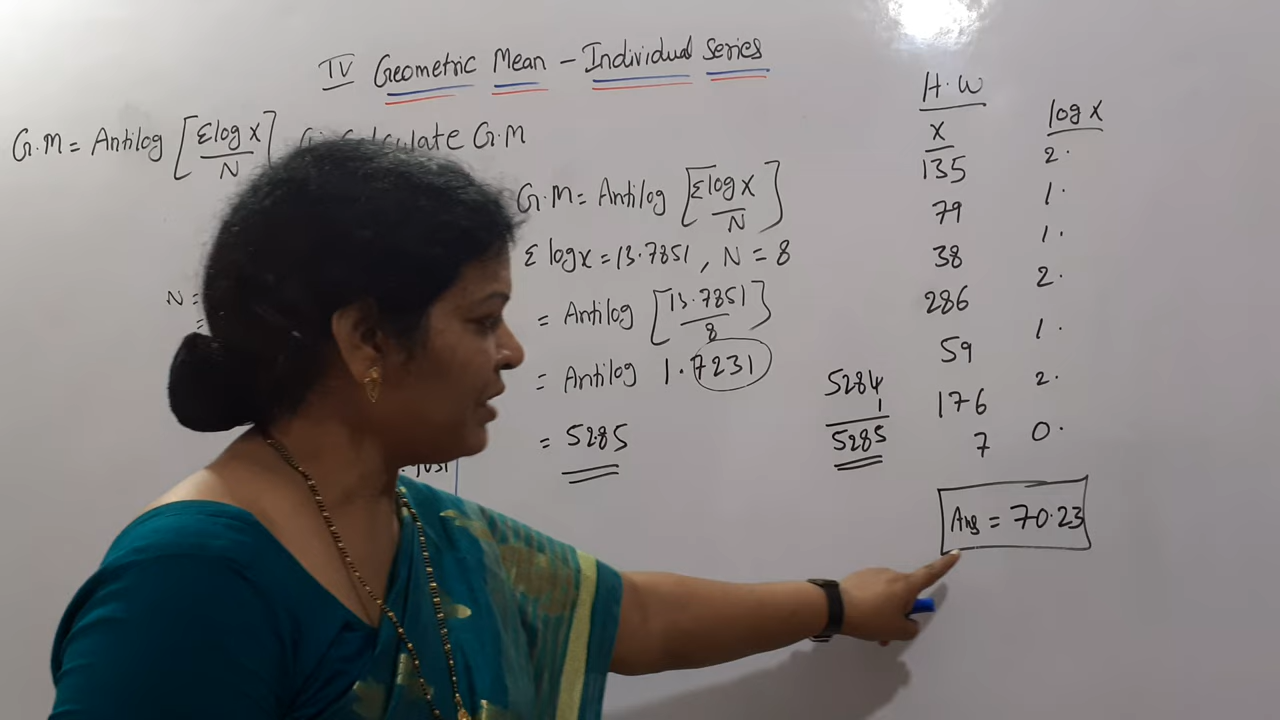 IV Geometric Mean - Individual Series
G.M = Antilog [Σlog X / N]
Calculate G.M
G.M = Antilog [Σlog X / N]
Σ logx = 13.7851 , N = 8
= Antilog [13.7851 / 8]
= Antilog 1.7231
= 5285
N =
=
5284
1
5285
H.W
X
135
79
38
286
59
176
7
log X
2.
1.
1.
2.
1.
2.
0.
Ans = 70.23